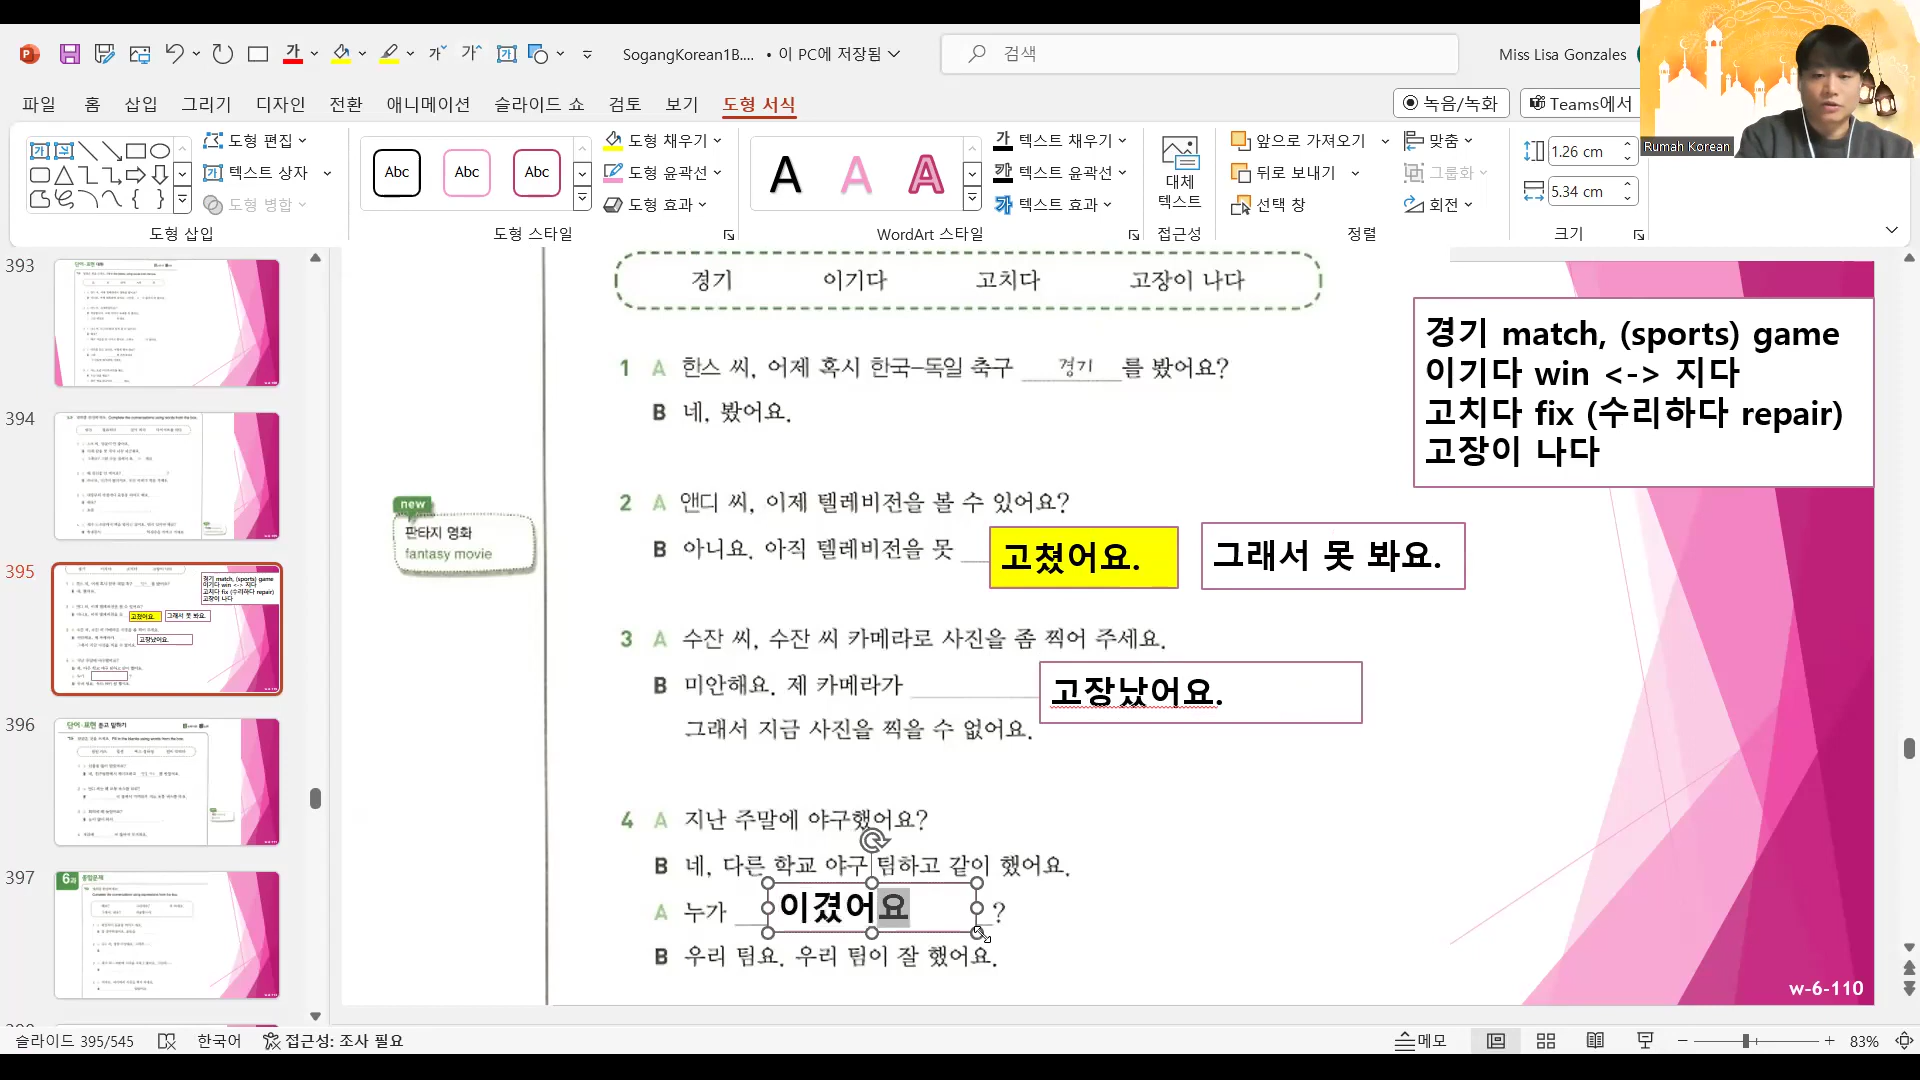 SogangKorean1B.... • 이 PC에 저장됨
검색
Miss Lisa Gonzales
파일 홈 삽입 그리기 디자인 전환 애니메이션 슬라이드 쇼 검토 보기 도형 서식
녹음/녹화 Teams에서
Rumah Korean
도형 편집
텍스트 상자
도형 병합
도형 삽입
Abc Abc Abc
도형 채우기
도형 윤곽선
도형 효과
도형 스타일
A A A
텍스트 채우기
텍스트 윤곽선
텍스트 효과
WordArt 스타일
대체
텍스트
접근성
앞으로 가져오기
뒤로 보내기
선택 창
맞춤
그룹화
회전
정렬
1.26 cm
5.34 cm
크기
393
394
395
396
397
경기 이기다 고치다 고장이 나다
경기 match, (sports) game
이기다 win <-> 지다
고치다 fix (수리하다 repair)
고장이 나다
1 A 한스 씨, 어제 혹시 한국-독일 축구 경기 를 봤어요?
B 네, 봤어요.
new
판타지 영화
fantasy movie
2 A 앤디 씨, 이제 텔레비전을 볼 수 있어요?
B 아니요. 아직 텔레비전을 못 고쳤어요. 그래서 못 봐요.
3 A 수잔 씨, 수잔 씨 카메라로 사진을 좀 찍어 주세요.
B 미안해요. 제 카메라가 고장났어요.
그래서 지금 사진을 찍을 수 없어요.
4 A 지난 주말에 야구했어요?
B 네, 다른 학교 야구 팀하고 같이 했어요.
A 누가 이겼어요 ?
B 우리 팀요. 우리 팀이 잘 했어요.
w-6-110
슬라이드 395/545 한국어 접근성: 조사 필요
메모
83%